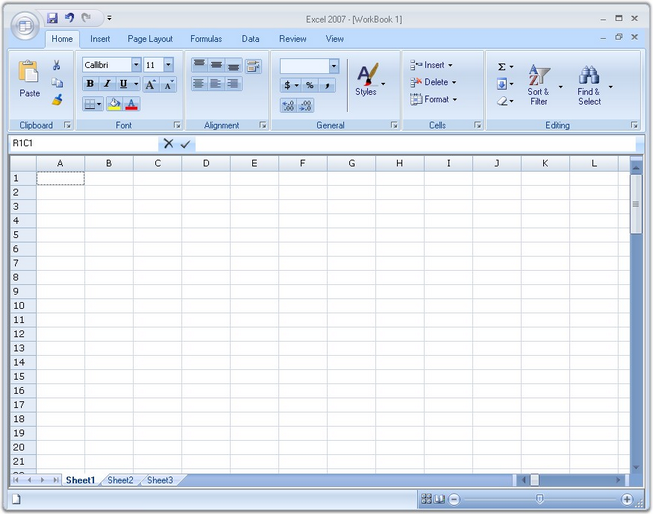 Excel 2007 - [WorkBook 1]
Home Insert Page Layout Formulas Data Review View
Paste
Callibri 11
B I U A A
A
$ % ,
Styles
Insert
Delete
Format
Σ
Sort & Filter
Find & Select
Clipboard Font Alignment General Cells Editing
R1C1
A B C D E F G H I J K L
1
2
3
4
5
6
7
8
9
10
11
12
13
14
15
16
17
18
19
20
21
Sheet1 Sheet2 Sheet3